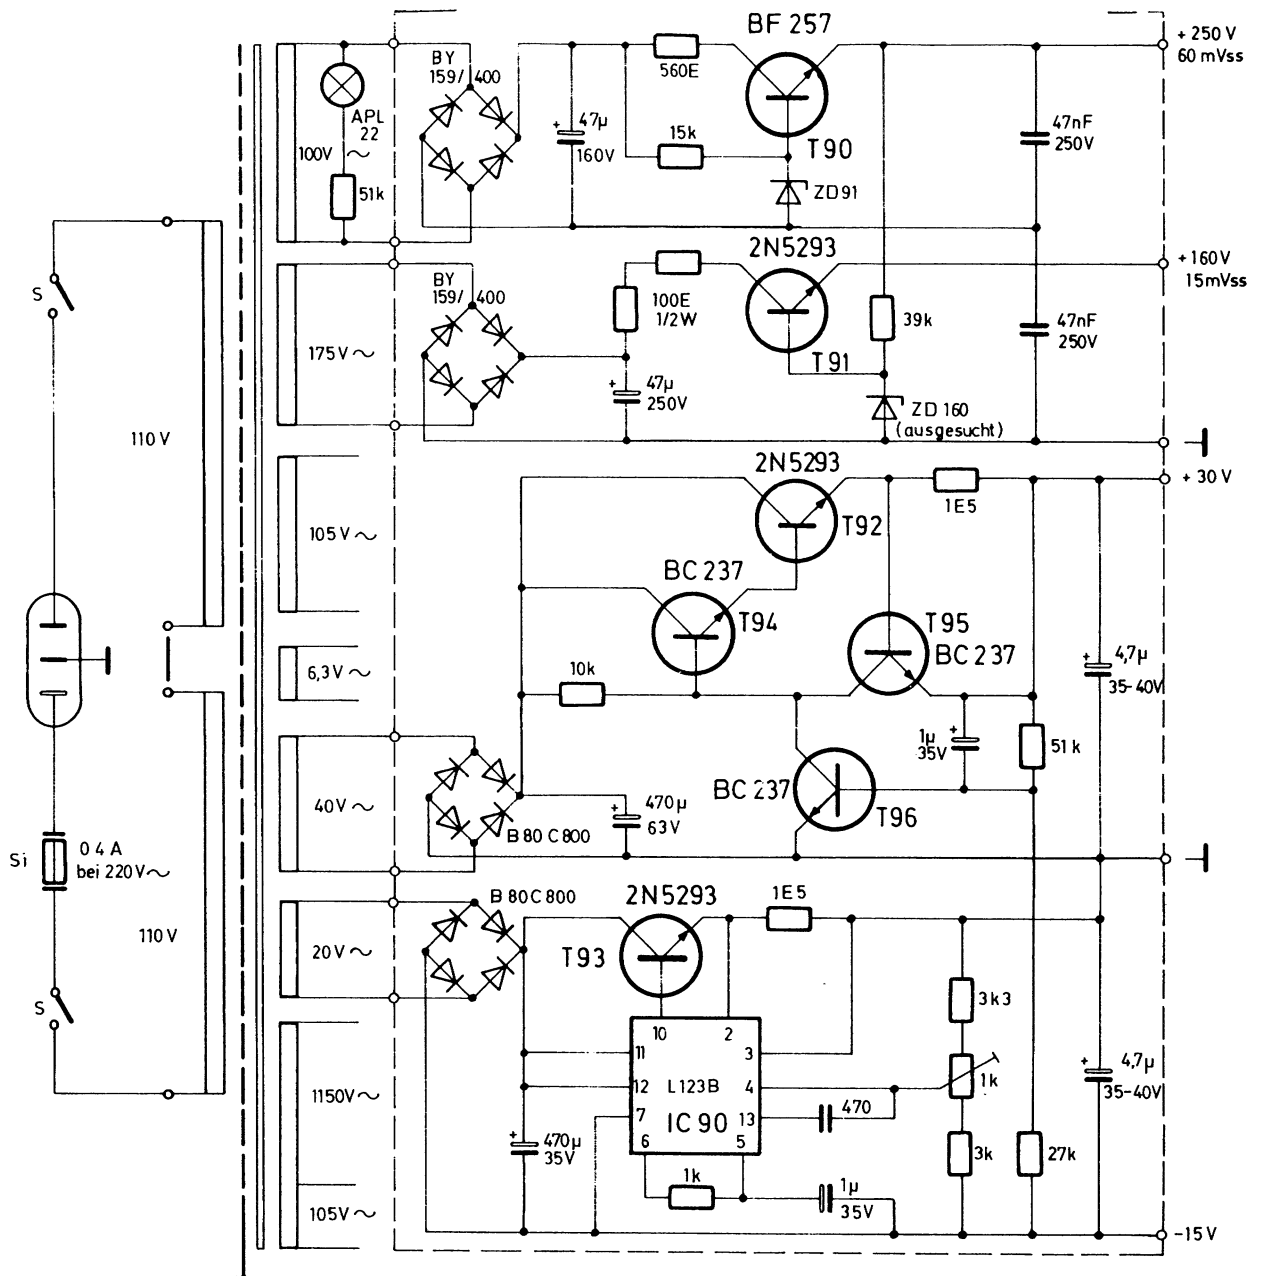 BF 257
+ 250 V
60 mVss
BY
159/ 400
560E
APL
22
47µ
160V
15k
T90
47nF
250V
100V ~
51k
ZD91
2N5293
+160V
15mVss
BY
159/ 400
S
100E
1/2W
39k
47nF
250V
175V ~
T91
47µ
250V
ZD 160
(ausgesucht)
110 V
2N5293
+ 30 V
1E5
105V ~
T92
BC 237
T94
T95
BC 237
4,7µ
35-40V
6,3V ~
10k
1µ
35V
51 k
BC 237
40V ~
470µ
63V
T96
B 80 C 800
Si
0 4 A
bei 220V ~
B 80C 800
2N5293
1E5
110 V
20V ~
T93
S
3k3
10
2
11
3
12
L123B
4
1k
4,7µ
35-40V
1150V ~
7
IC 90
13
470
470µ
35V
6
5
3k
27k
1k
1µ
35V
105V ~
-15 V